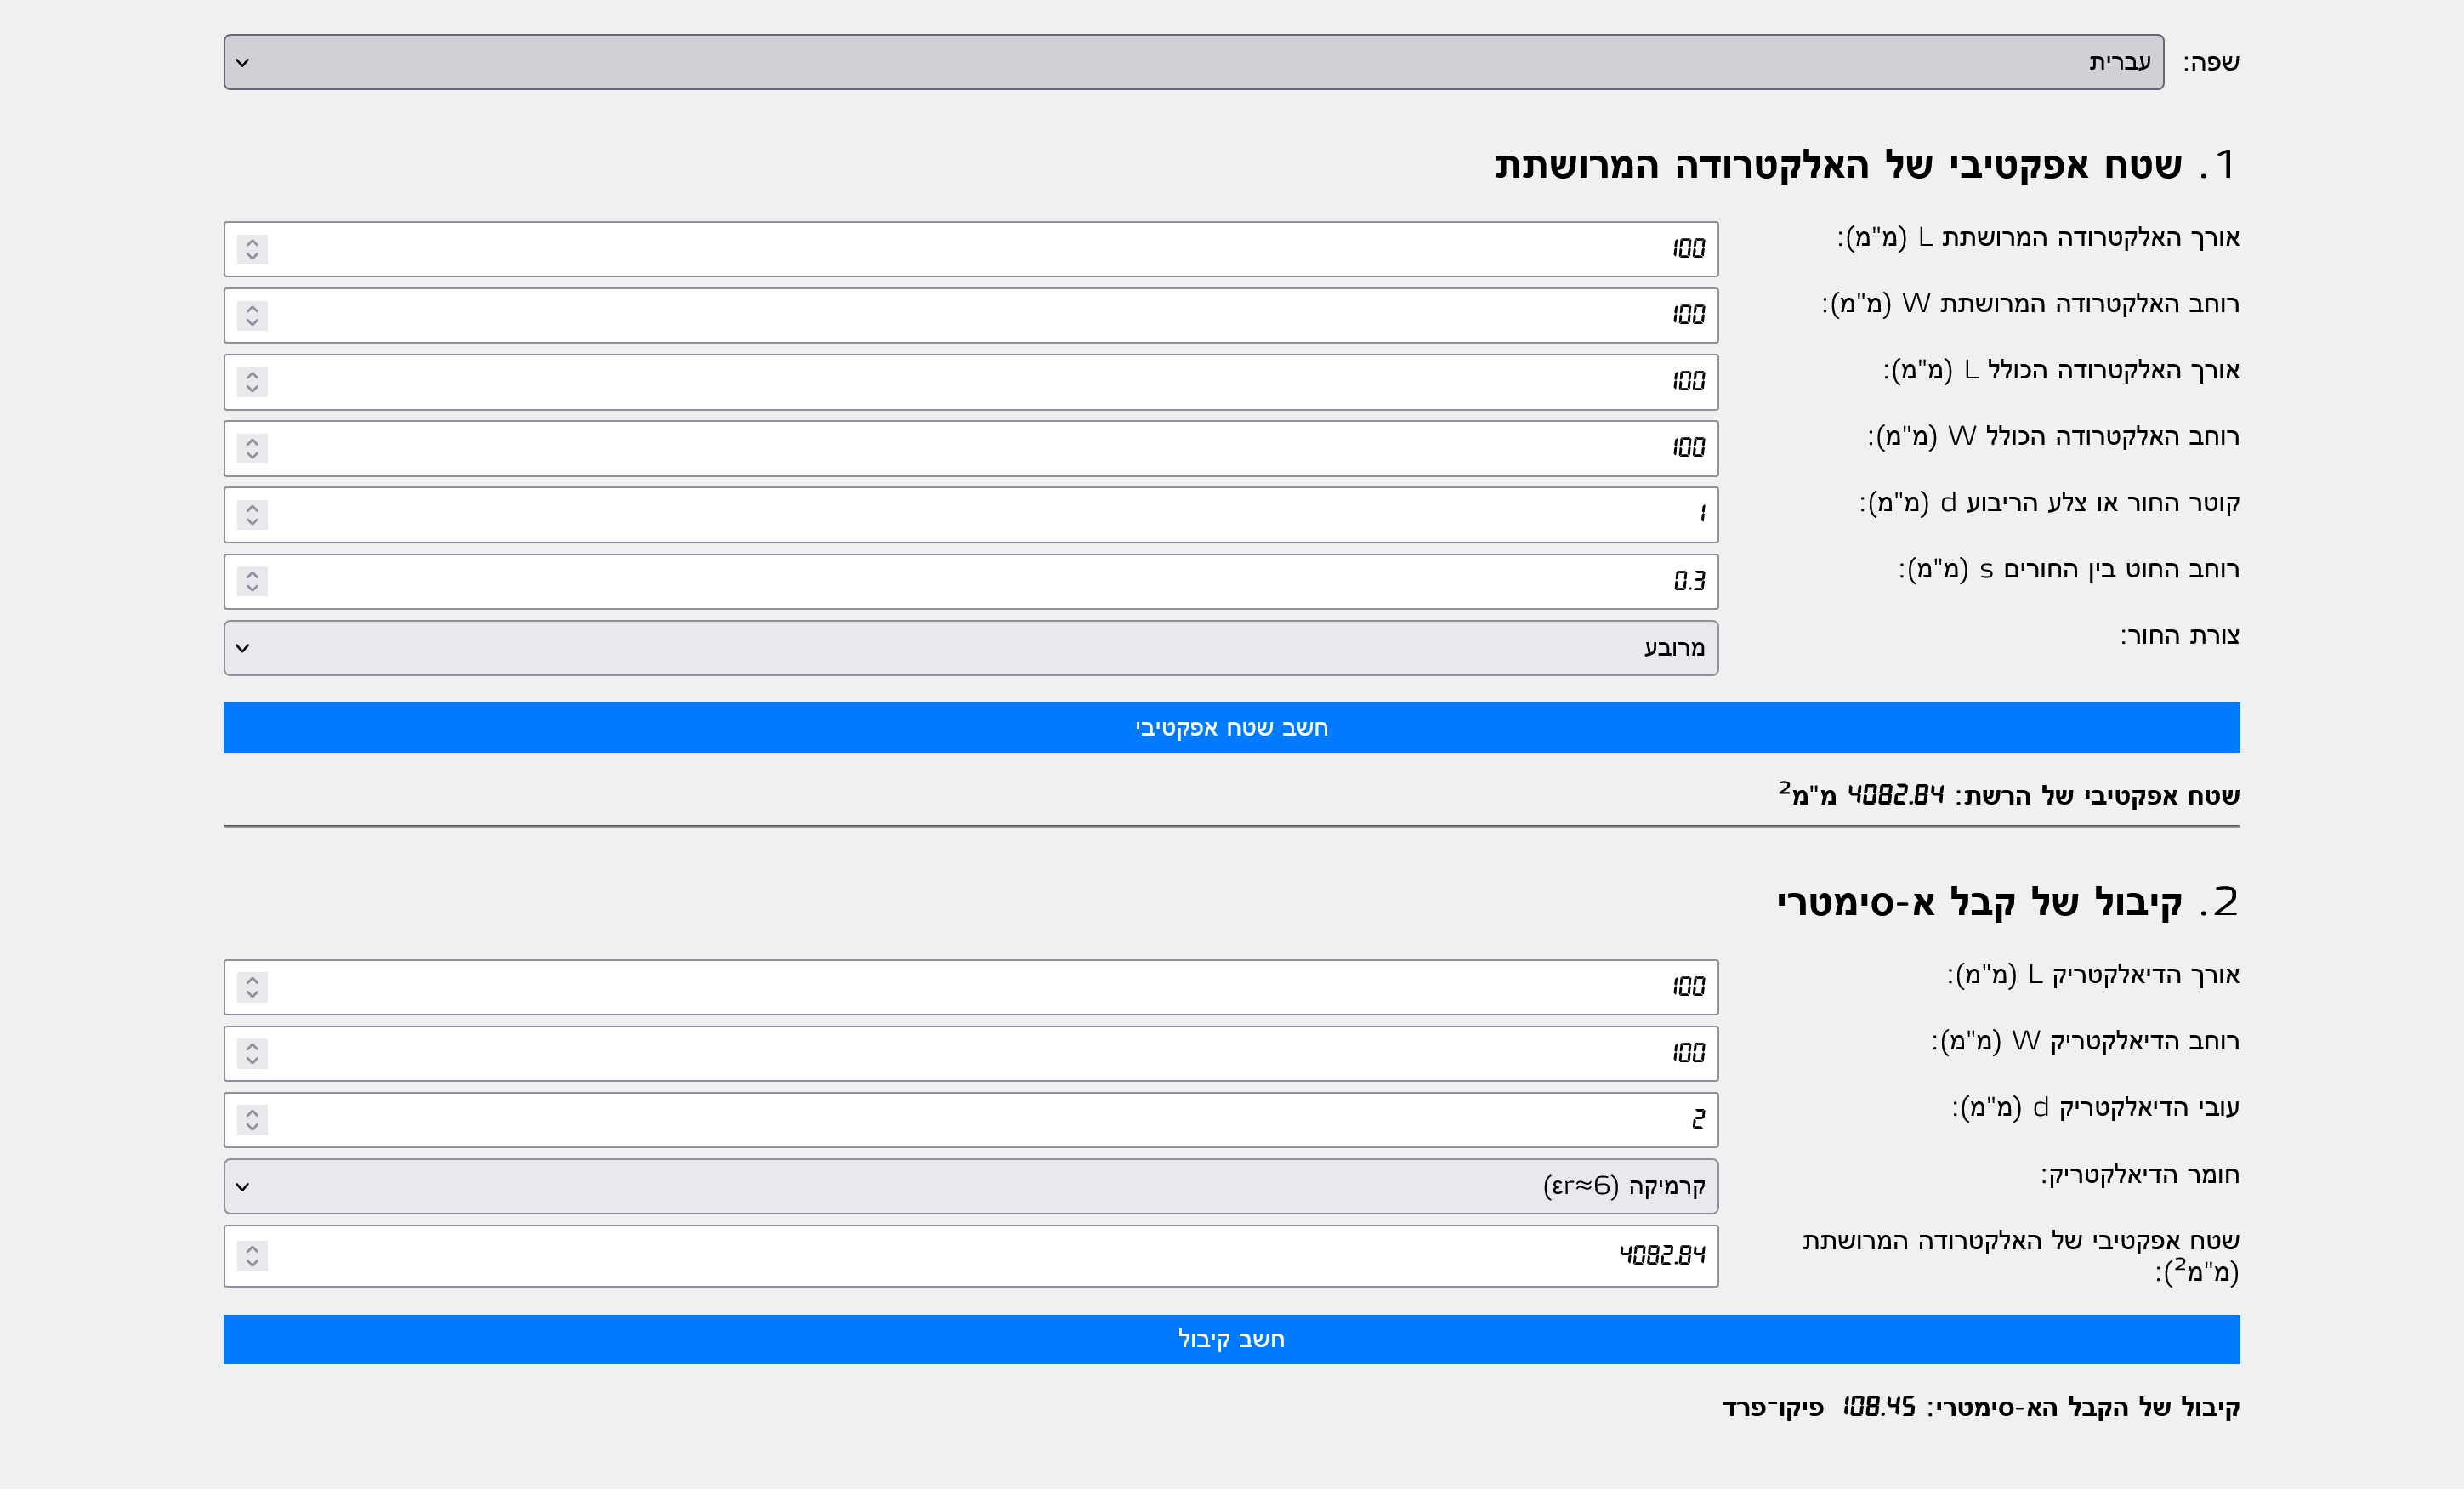 שפה: עברית
1. שטח אפקטיבי של האלקטרודה המרושתת
אורך האלקטרודה המרושתת L (מ"מ): 100
רוחב האלקטרודה המרושתת W (מ"מ): 100
אורך האלקטרודה הכולל L (מ"מ): 100
רוחב האלקטרודה הכולל W (מ"מ): 100
קוטר החור או צלע הריבוע d (מ"מ): 1
רוחב החוט בין החורים s (מ"מ): 0.3
צורת החור: מרובע
חשב שטח אפקטיבי
שטח אפקטיבי של הרשת: 4082.84 מ"מ²
2. קיבול של קבל א-סימטרי
אורך הדיאלקטריק L (מ"מ): 100
רוחב הדיאלקטריק W (מ"מ): 100
עובי הדיאלקטריק d (מ"מ): 2
חומר הדיאלקטריק: קרמיקה (εr≈6)
שטח אפקטיבי של האלקטרודה המרושתת
(מ"מ²): 4082.84
חשב קיבול
קיבול של הקבל הא-סימטרי: 108.45 פיקו־פרד